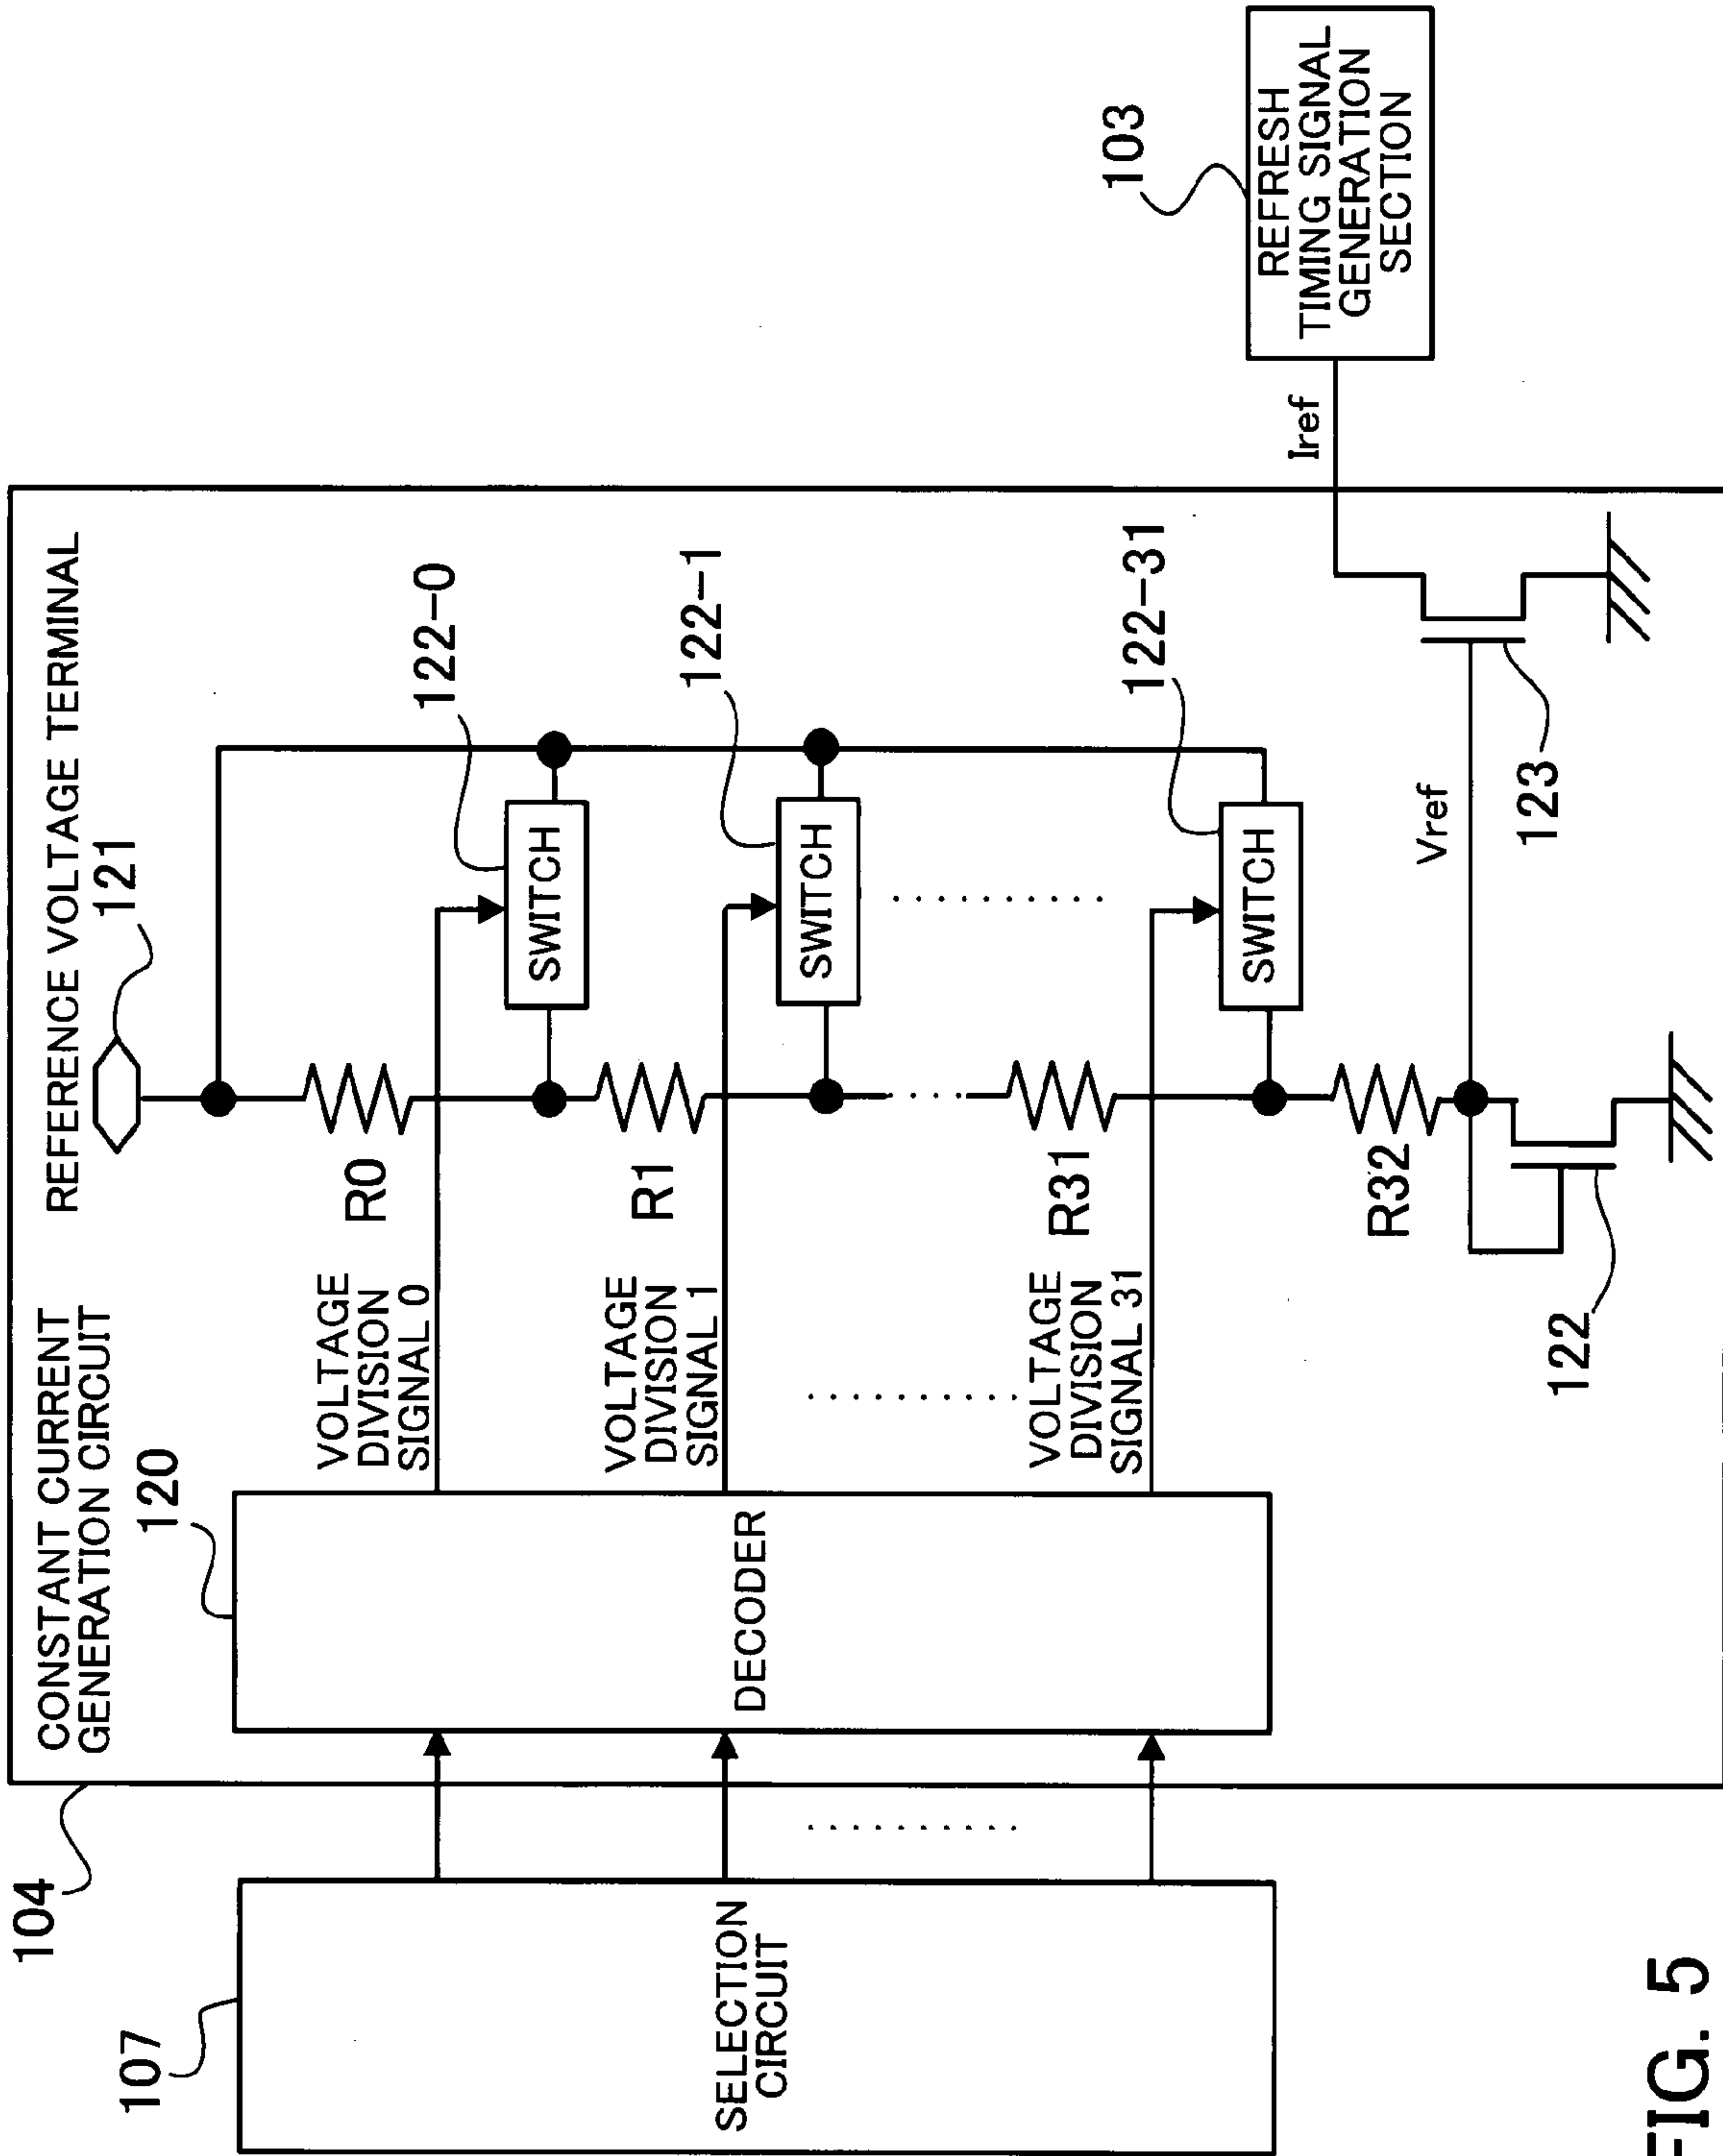 104
CONSTANT CURRENT
GENERATION CIRCUIT
REFERENCE VOLTAGE TERMINAL
121
107
120
SELECTION
CIRCUIT
DECODER
VOLTAGE
DIVISION
SIGNAL 0
R0
SWITCH
122-0
VOLTAGE
DIVISION
SIGNAL 1
R1
SWITCH
122-1
VOLTAGE
DIVISION
SIGNAL 31
R31
SWITCH
122-31
R32
122
Vref
123
Iref
103
REFRESH
TIMING SIGNAL
GENERATION
SECTION
FIG. 5